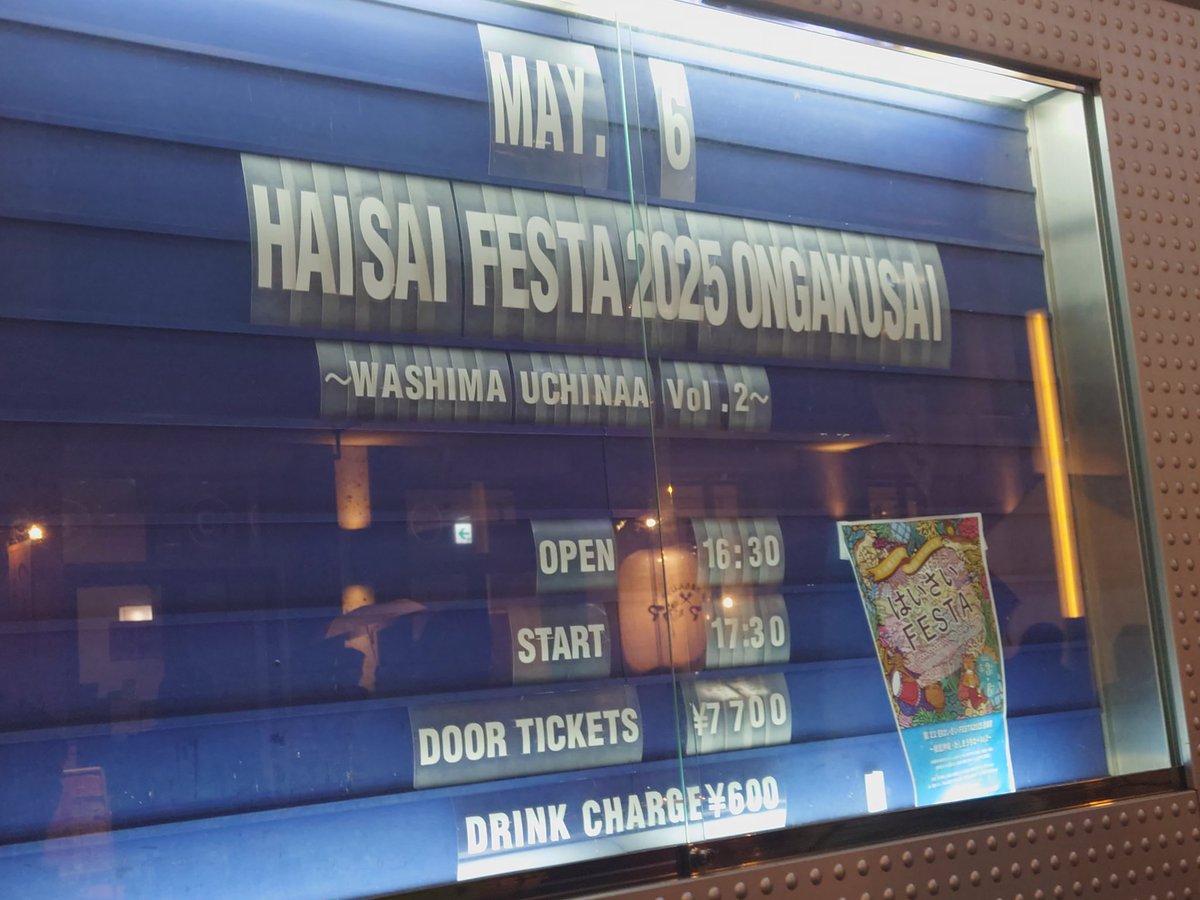 MAY. 6
HAISAI FESTA 2025 ONGAKUSAI
~WASHIMA UCHINAA Vol .2~
OPEN 16:30
START 17:30
DOOR TICKETS ¥7700
DRINK CHARGE ¥600
はいさい
FESTA